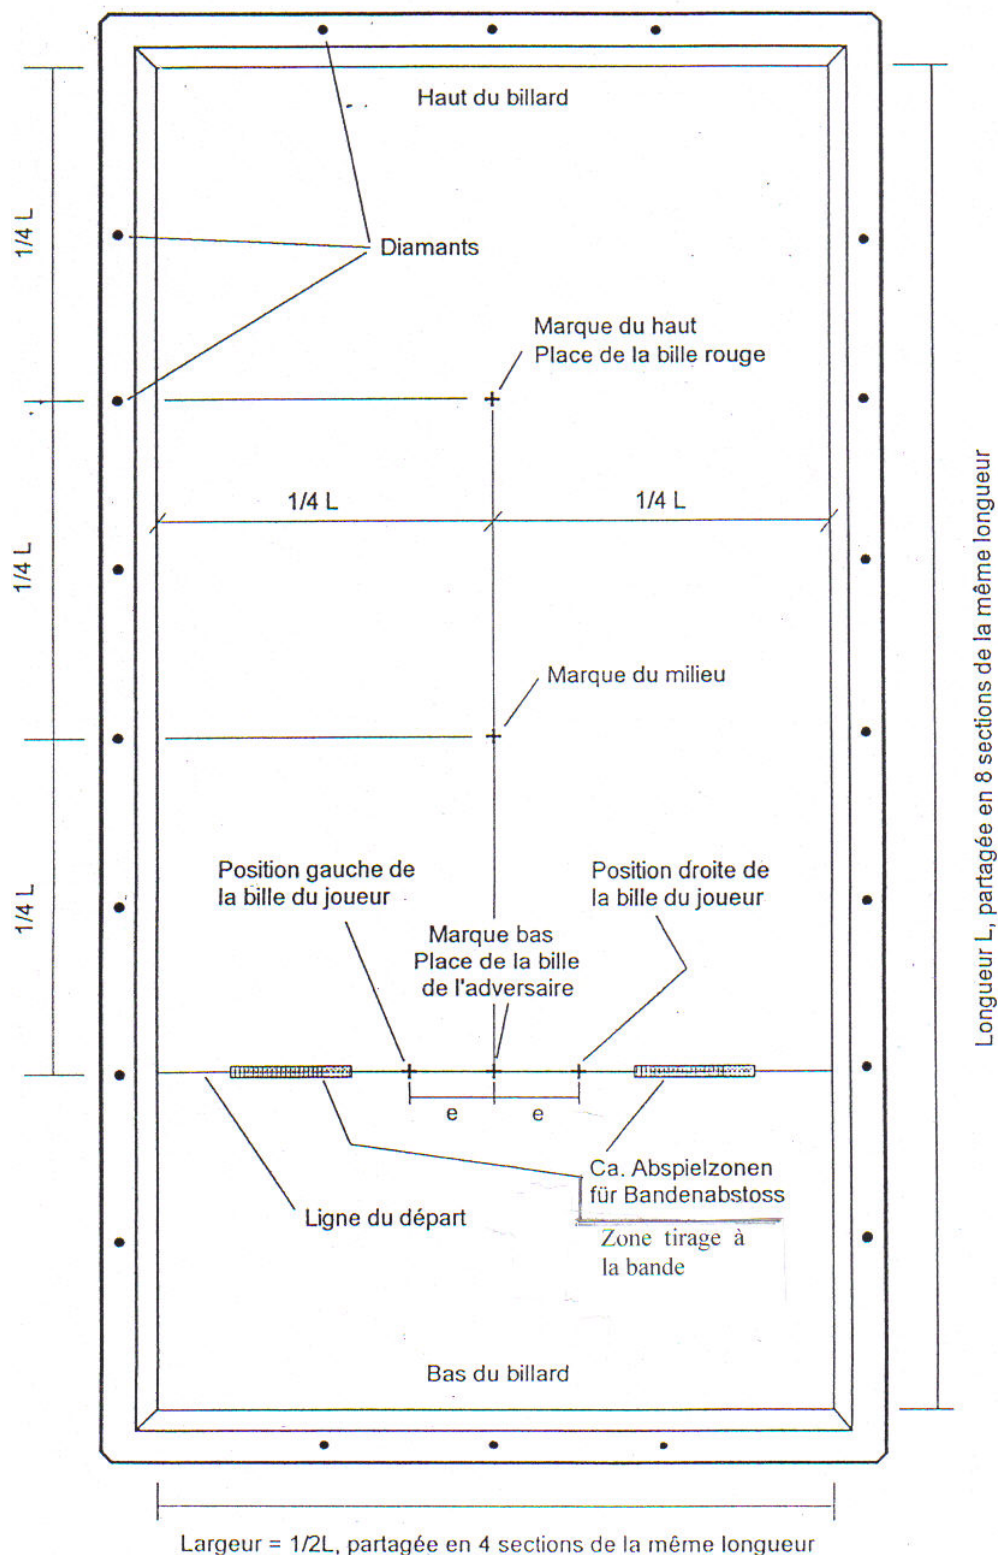 Haut du billard
1/4 L
Diamants
Marque du haut
Place de la bille rouge
1/4 L
1/4 L
1/4 L
Marque du milieu
Longueur L, partagée en 8 sections de la même longueur
Position gauche de
la bille du joueur
Position droite de
la bille du joueur
1/4 L
Marque bas
Place de la bille
de l'adversaire
e
e
Ca. Abspielzonen
für Bandenabstoss
Ligne du départ
Zone tirage à
la bande
Bas du billard
Largeur = 1/2L, partagée en 4 sections de la même longueur